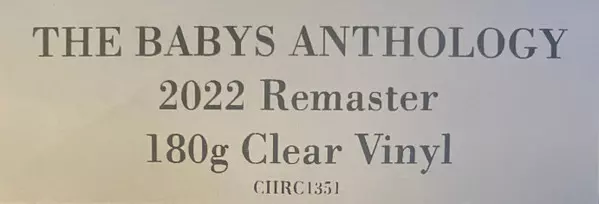 THE BABYS ANTHOLOGY
2022 Remaster
180g Clear Vinyl
CHRC1351